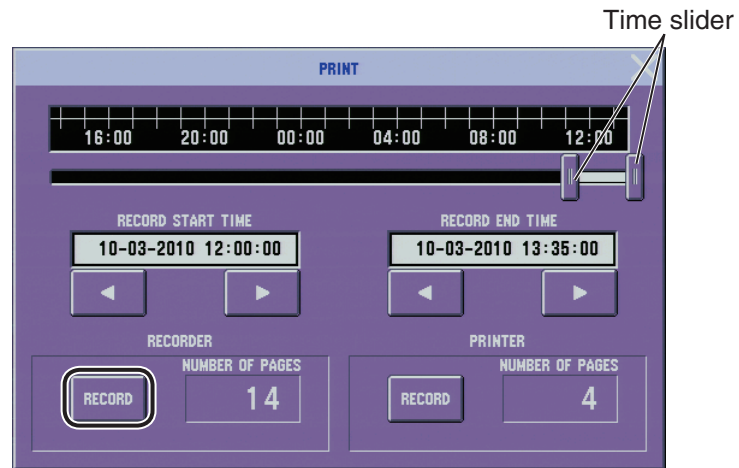 Time slider
PRINT
16:00 20:00 00:00 04:00 08:00 12:00
RECORD START TIME RECORD END TIME
10-03-2010 12:00:00 10-03-2010 13:35:00
RECORDER PRINTER
NUMBER OF PAGES NUMBER OF PAGES
RECORD 14 RECORD 4